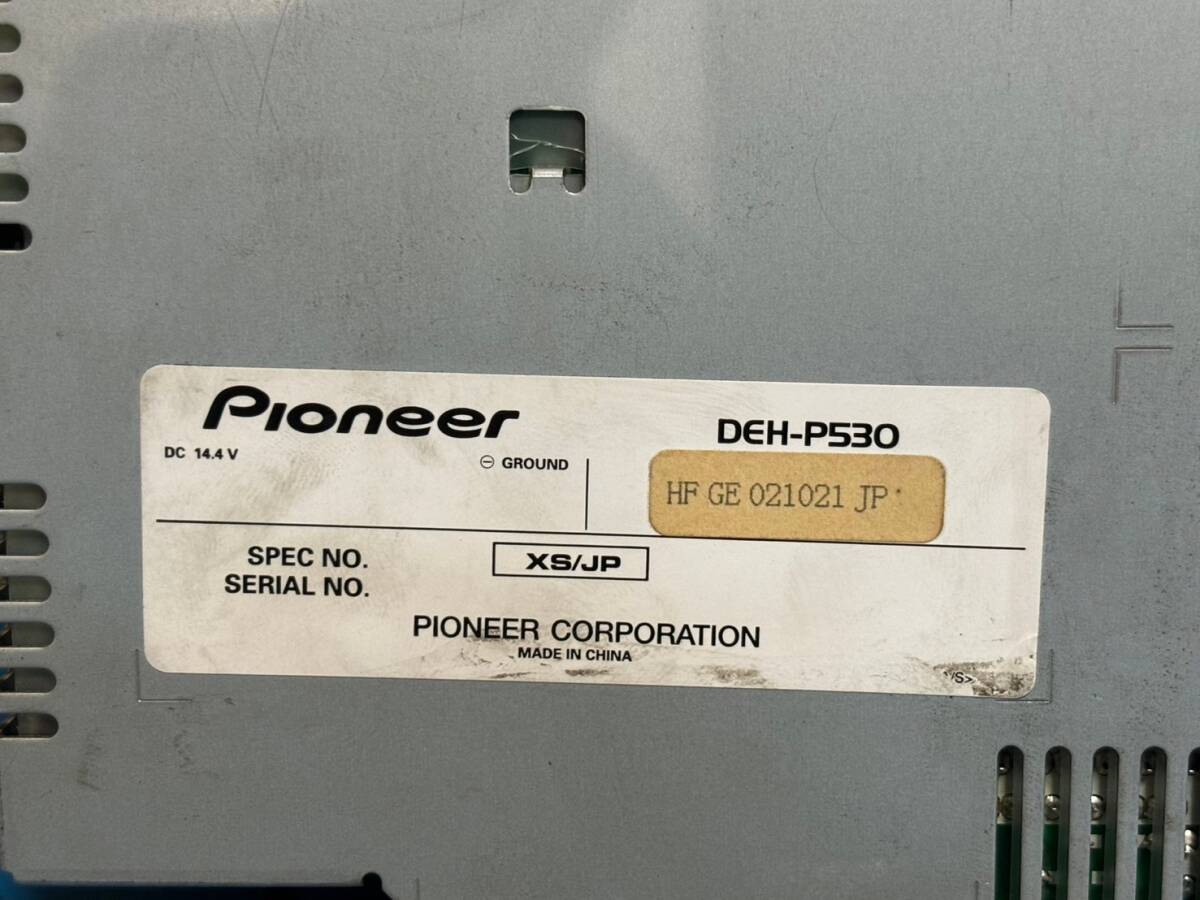 Pioneer
DEH-P530
DC 14.4 V
⊖ GROUND
HF GE 021021 JP
SPEC NO.
XS/JP
SERIAL NO.
PIONEER CORPORATION
MADE IN CHINA
/S>